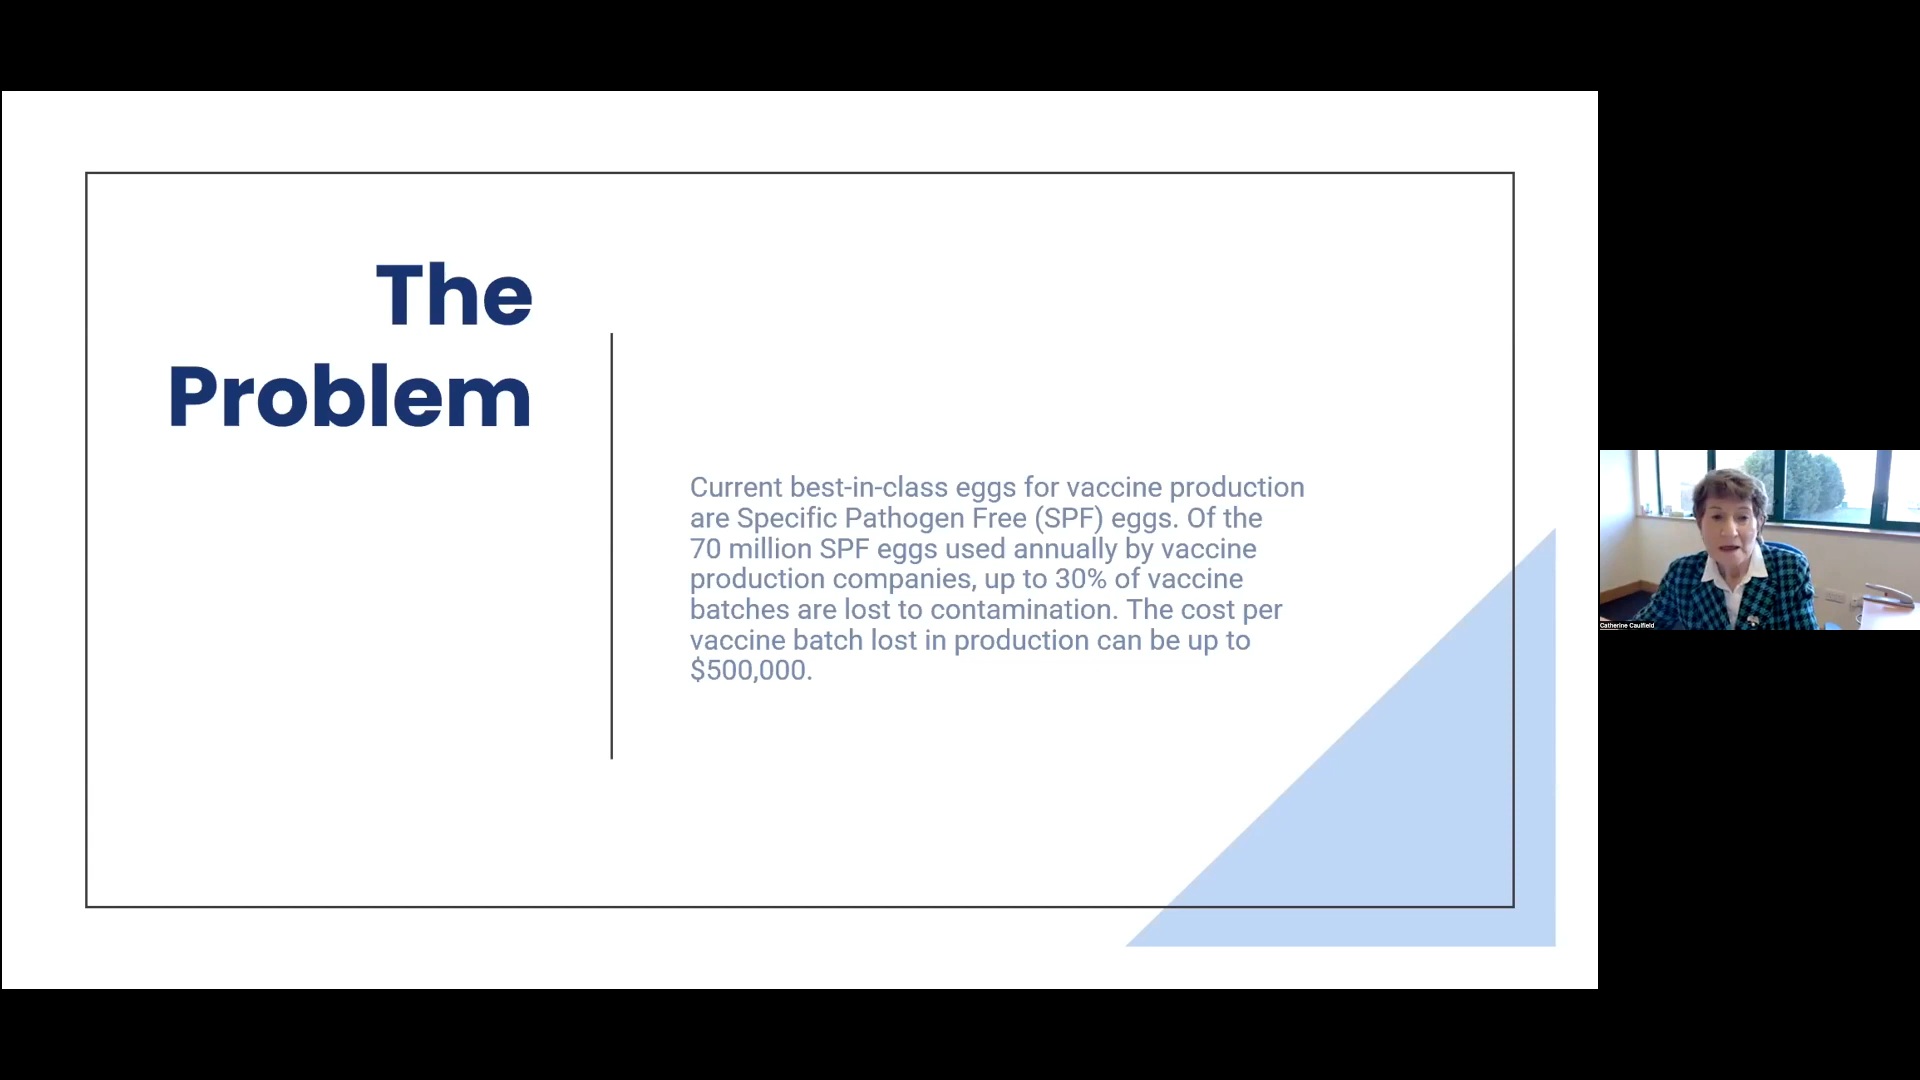 The
Problem
Current best-in-class eggs for vaccine production
are Specific Pathogen Free (SPF) eggs. Of the
70 million SPF eggs used annually by vaccine
production companies, up to 30% of vaccine
batches are lost to contamination. The cost per
vaccine batch lost in production can be up to
$500,000.
Catherine Caulfield